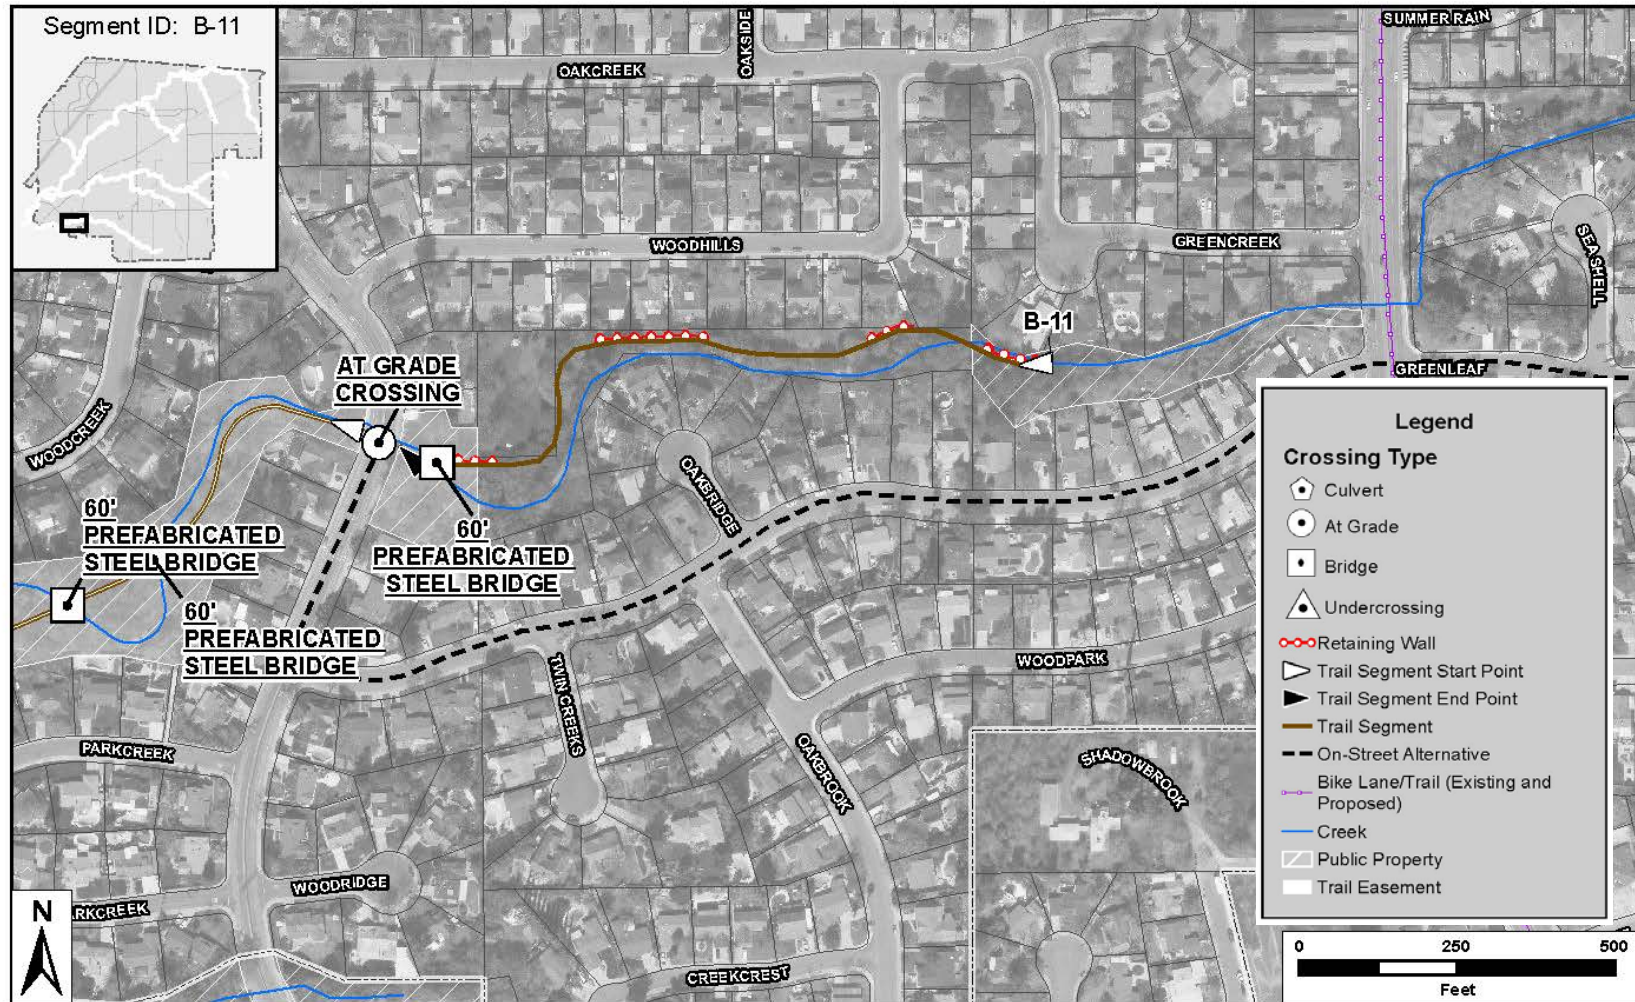 Segment ID: B-11
SUMMER RAIN
OAKSIDE
OAKCREEK
WOODHILLS
GREENCREEK
SEA SHELL
B-11
AT GRADE
CROSSING
GREENLEAF
WOODCREEK
OAKBRIDGE
60'
PREFABRICATED
STEEL BRIDGE
60'
PREFABRICATED
STEEL BRIDGE
60'
PREFABRICATED
STEEL BRIDGE
TWIN CREEKS
WOODPARK
PARKCREEK
OAKBROOK
SHADOWBROOK
WOODRIDGE
ARKCREEK
CREEKCREST
N
Legend
Crossing Type
Culvert
At Grade
Bridge
Undercrossing
Retaining Wall
Trail Segment Start Point
Trail Segment End Point
Trail Segment
On-Street Alternative
Bike Lane/Trail (Existing and
Proposed)
Creek
Public Property
Trail Easement
0 250 500
Feet